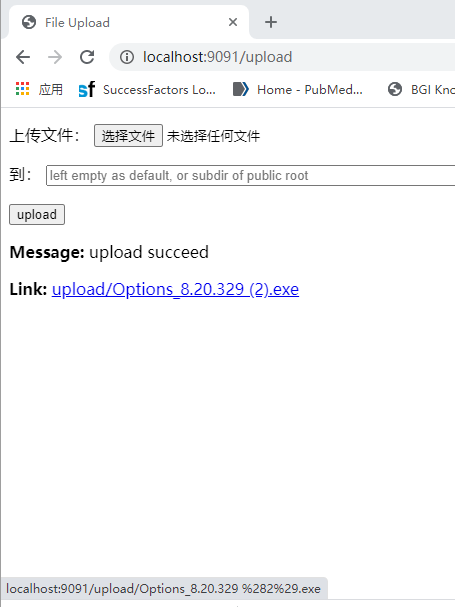 File Upload
localhost:9091/upload
应用 SuccessFactors Lo... Home - PubMed... BGI Kno
上传文件： 选择文件 未选择任何文件
到： left empty as default, or subdir of public root
upload
Message: upload succeed
Link: upload/Options_8.20.329 (2).exe
localhost:9091/upload/Options_8.20.329 %282%29.exe